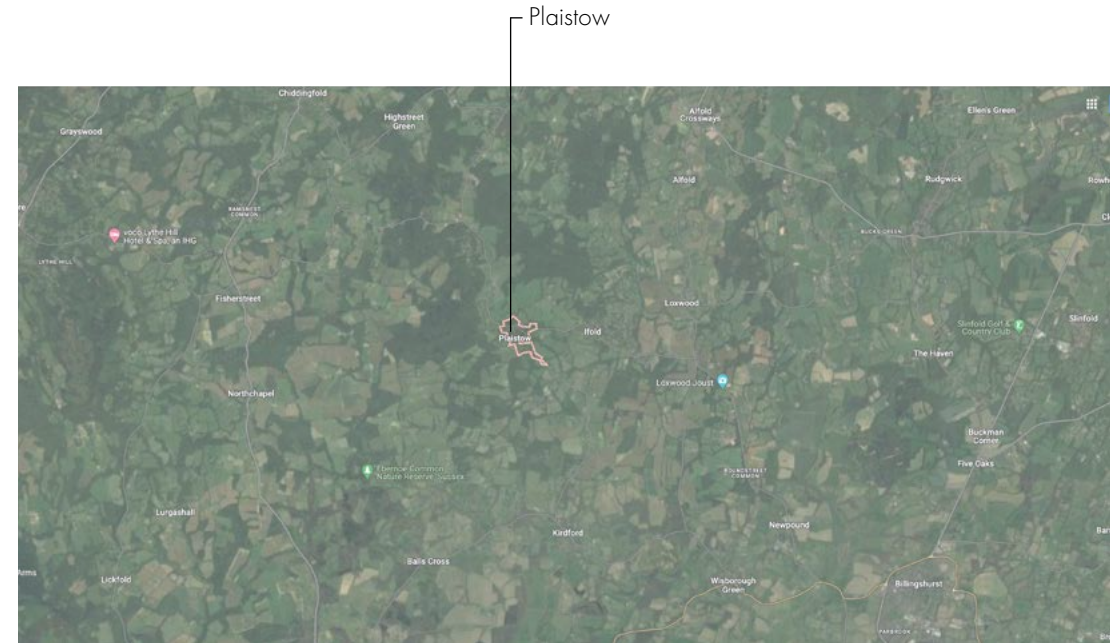 Plaistow
Chiddingfold
Highstreet
Green
Grayswood
Alfold
Crossways
Ellen's Green
Alfold
Rudgwick
RAMSNEST
COMMON
voco Lythe Hill
Hotel & Spa, an IHG
LYTHE HILL
BUCKS GREEN
Fisherstreet
Loxwood
Plaistow
Ifold
Slinfold Golf &
Country Club
Slinfold
The Haven
Loxwood Joust
Northchapel
Buckman
Corner
Five Oaks
Ebernoe Common
Nature Reserve, Sussex
ROUNDSTREET
COMMON
Lurgashall
Kirdford
Newpound
Balls Cross
Lickfold
Wisborough
Green
Billingshurst
PARBROOK